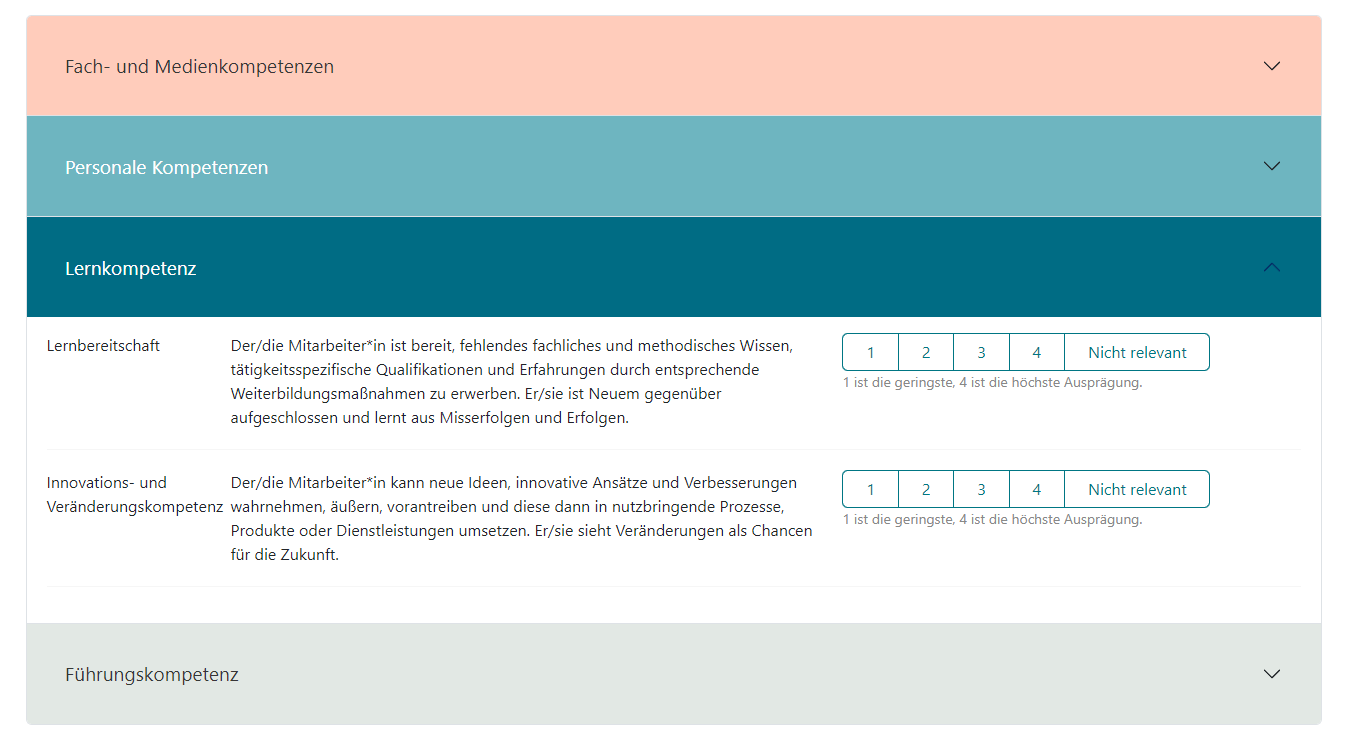 Fach- und Medienkompetenzen
Personale Kompetenzen
Lernkompetenz
Lernbereitschaft
Der/die Mitarbeiter*in ist bereit, fehlendes fachliches und methodisches Wissen,
tätigkeitsspezifische Qualifikationen und Erfahrungen durch entsprechende
Weiterbildungsmaßnahmen zu erwerben. Er/sie ist Neuem gegenüber
aufgeschlossen und lernt aus Misserfolgen und Erfolgen.
1 2 3 4 Nicht relevant
1 ist die geringste, 4 ist die höchste Ausprägung.
Innovations- und
Veränderungskompetenz
Der/die Mitarbeiter*in kann neue Ideen, innovative Ansätze und Verbesserungen
wahrnehmen, äußern, vorantreiben und diese dann in nutzbringende Prozesse,
Produkte oder Dienstleistungen umsetzen. Er/sie sieht Veränderungen als Chancen
für die Zukunft.
1 2 3 4 Nicht relevant
1 ist die geringste, 4 ist die höchste Ausprägung.
Führungskompetenz